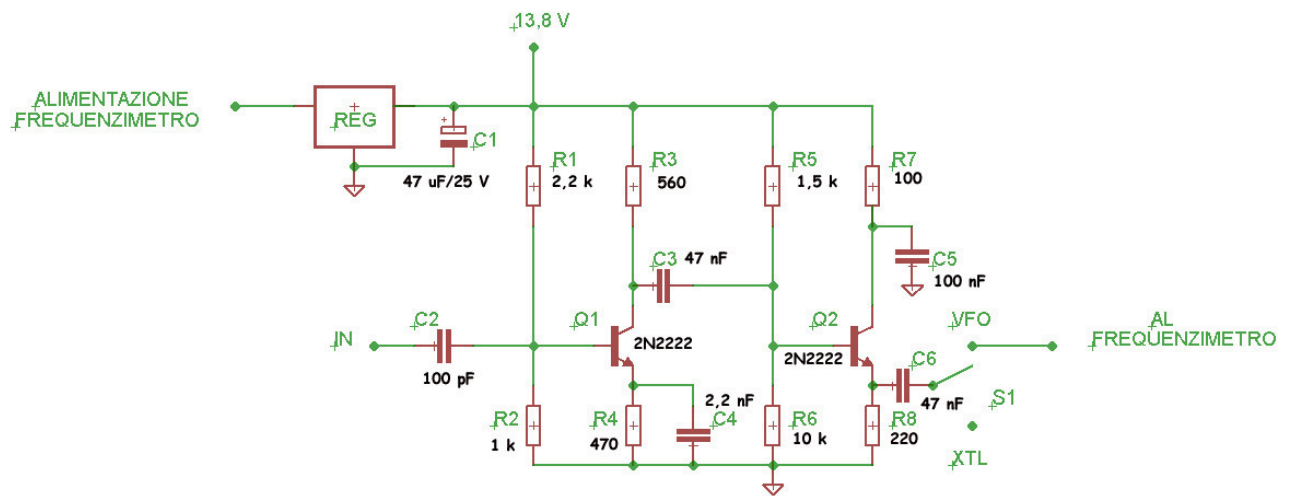 13,8 V
ALIMENTAZIONE
FREQUENZIMETRO
REG
C1
47 uF/25 V
R1
2,2 k
R3
560
R5
1,5 k
R7
100
C3
47 nF
C5
100 nF
IN
C2
100 pF
Q1
2N2222
Q2
2N2222
VFO
AL
FREQUENZIMETRO
C6
47 nF
S1
XTL
R2
1 k
R4
470
2,2 nF
C4
R6
10 k
R8
220